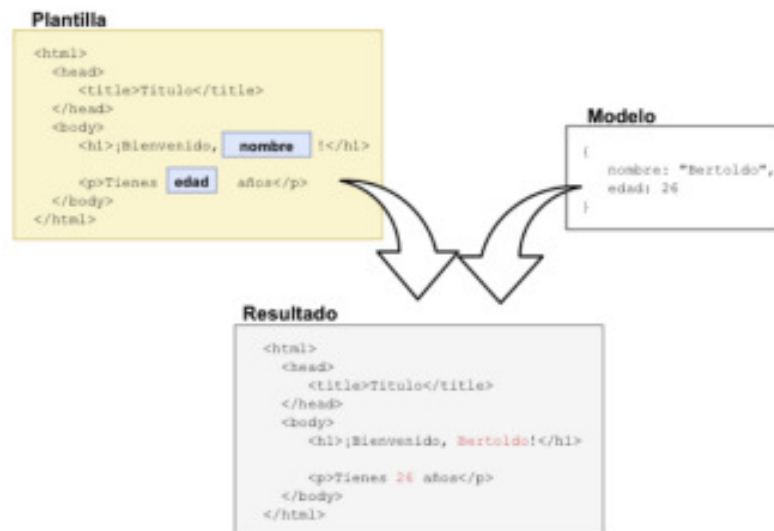 Plantilla
<html>
<head>
<title>Titulo</title>
</head>
<body>
<h1>¡Bienvenido, nombre !</h1>
<p>Tienes edad años</p>
</body>
</html>
Modelo
{
nombre: "Bertoldo",
edad: 26
}
Resultado
<html>
<head>
<title>Titulo</title>
</head>
<body>
<h1>¡Bienvenido, Bertoldo!</h1>
<p>Tienes 26 años</p>
</body>
</html>